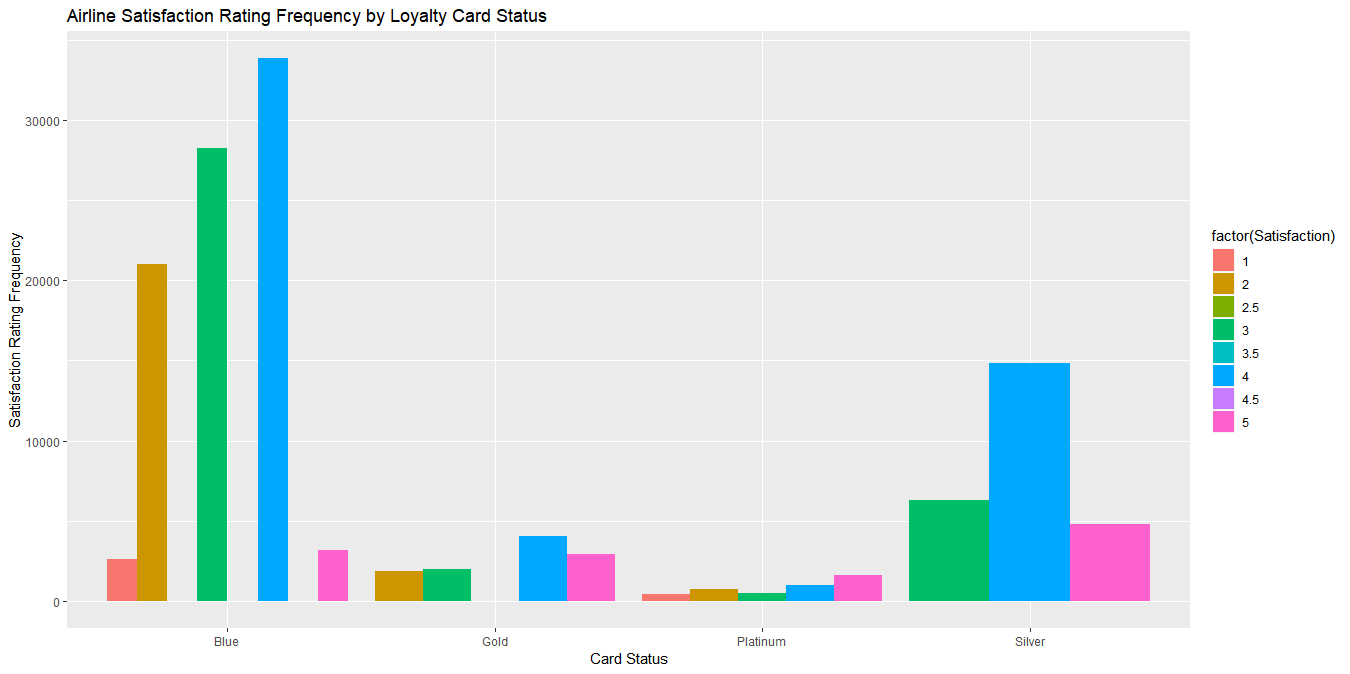 Airline Satisfaction Rating Frequency by Loyalty Card Status
Satisfaction Rating Frequency
30000
20000
10000
0
Blue
Gold
Platinum
Silver
Card Status
factor(Satisfaction)
1
2
2.5
3
3.5
4
4.5
5